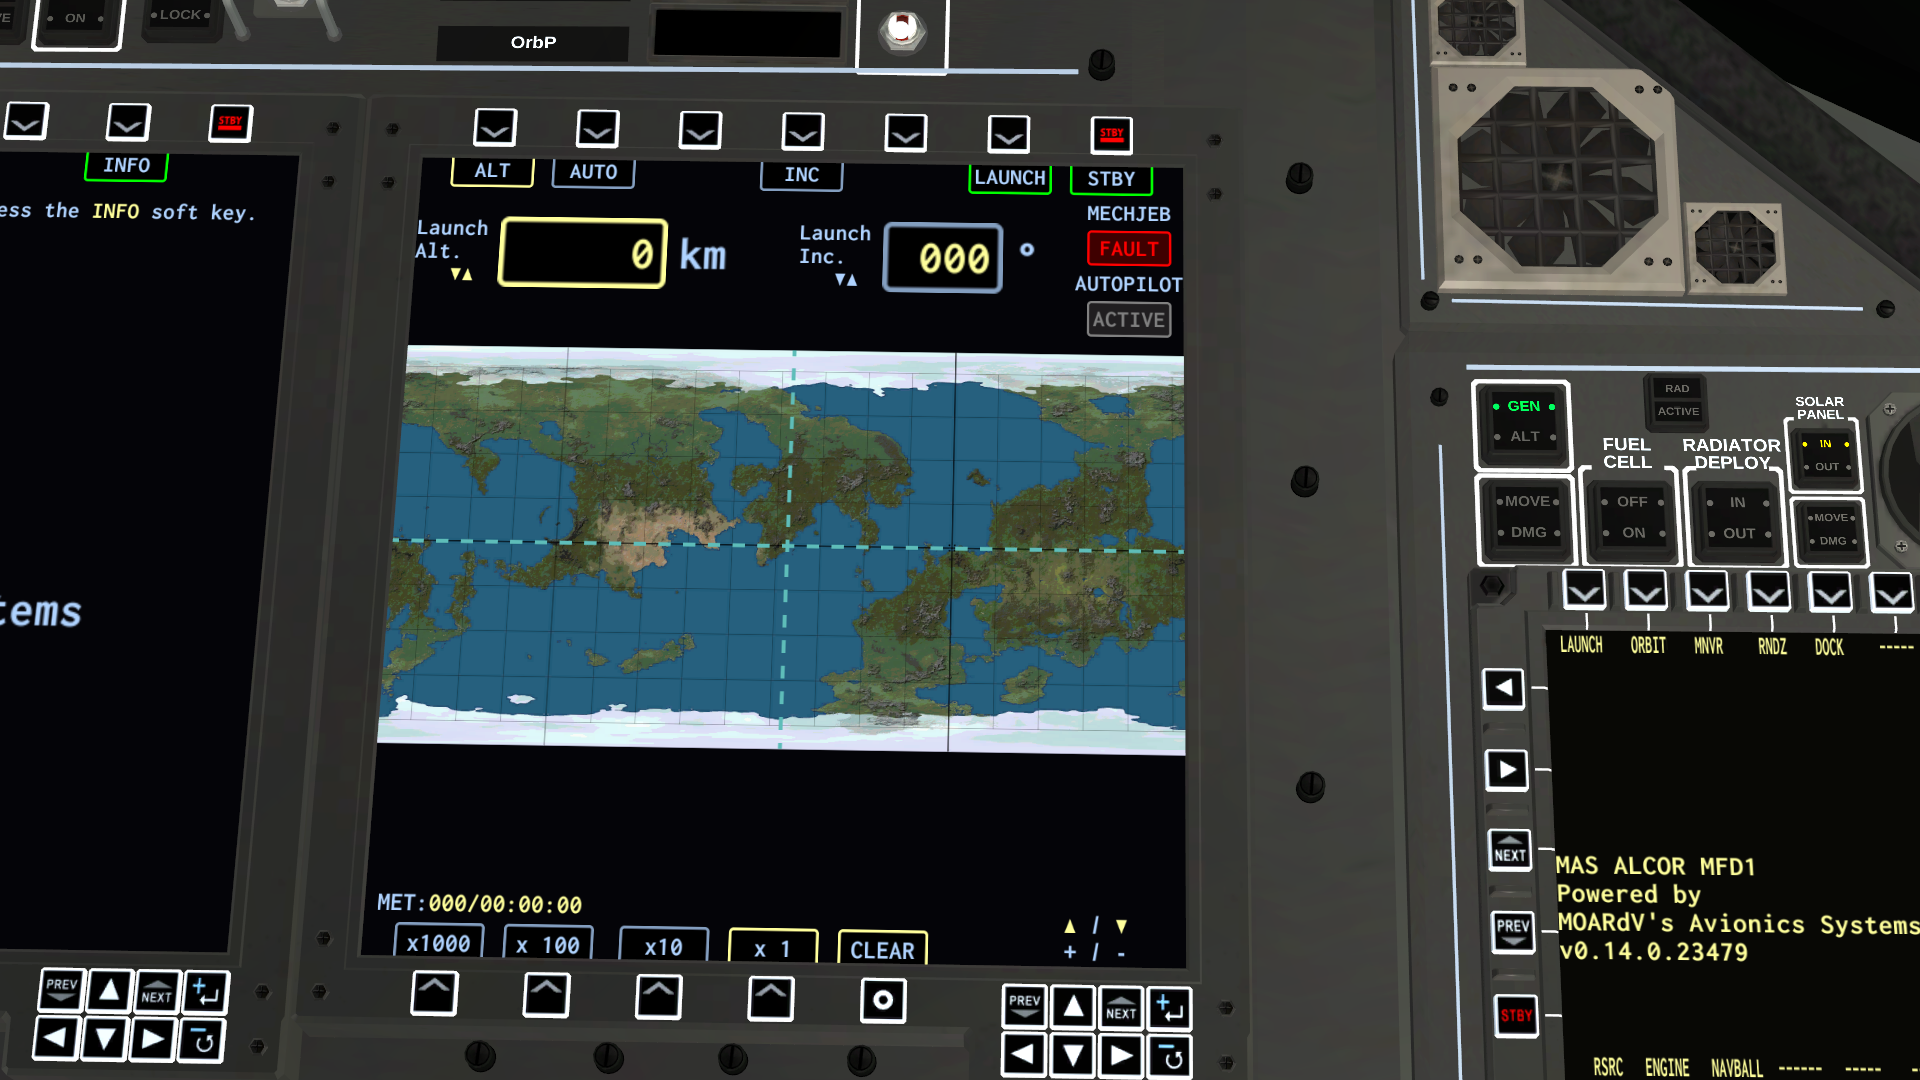 ON
LOCK
OrbP
STBY
STBY
INFO
ess the INFO soft key.
tems
ALT
AUTO
INC
LAUNCH
STBY
Launch
Alt.
0 km
Launch
Inc.
000 °
MECHJEB
FAULT
AUTOPILOT
ACTIVE
MET:000/00:00:00
x1000
x 100
x10
x 1
CLEAR
▲ / ▼
+ / -
PREV
NEXT
PREV
NEXT
GEN
ALT
MOVE
DMG
RAD
ACTIVE
FUEL
CELL
OFF
ON
RADIATOR
DEPLOY
IN
OUT
SOLAR
PANEL
IN
OUT
MOVE
DMG
LAUNCH
ORBIT
MNVR
RNDZ
DOCK
-----
NEXT
PREV
STBY
MAS ALCOR MFD1
Powered by
MOARdV's Avionics Systems
v0.14.0.23479
RSRC
ENGINE
NAVBALL
------
-----